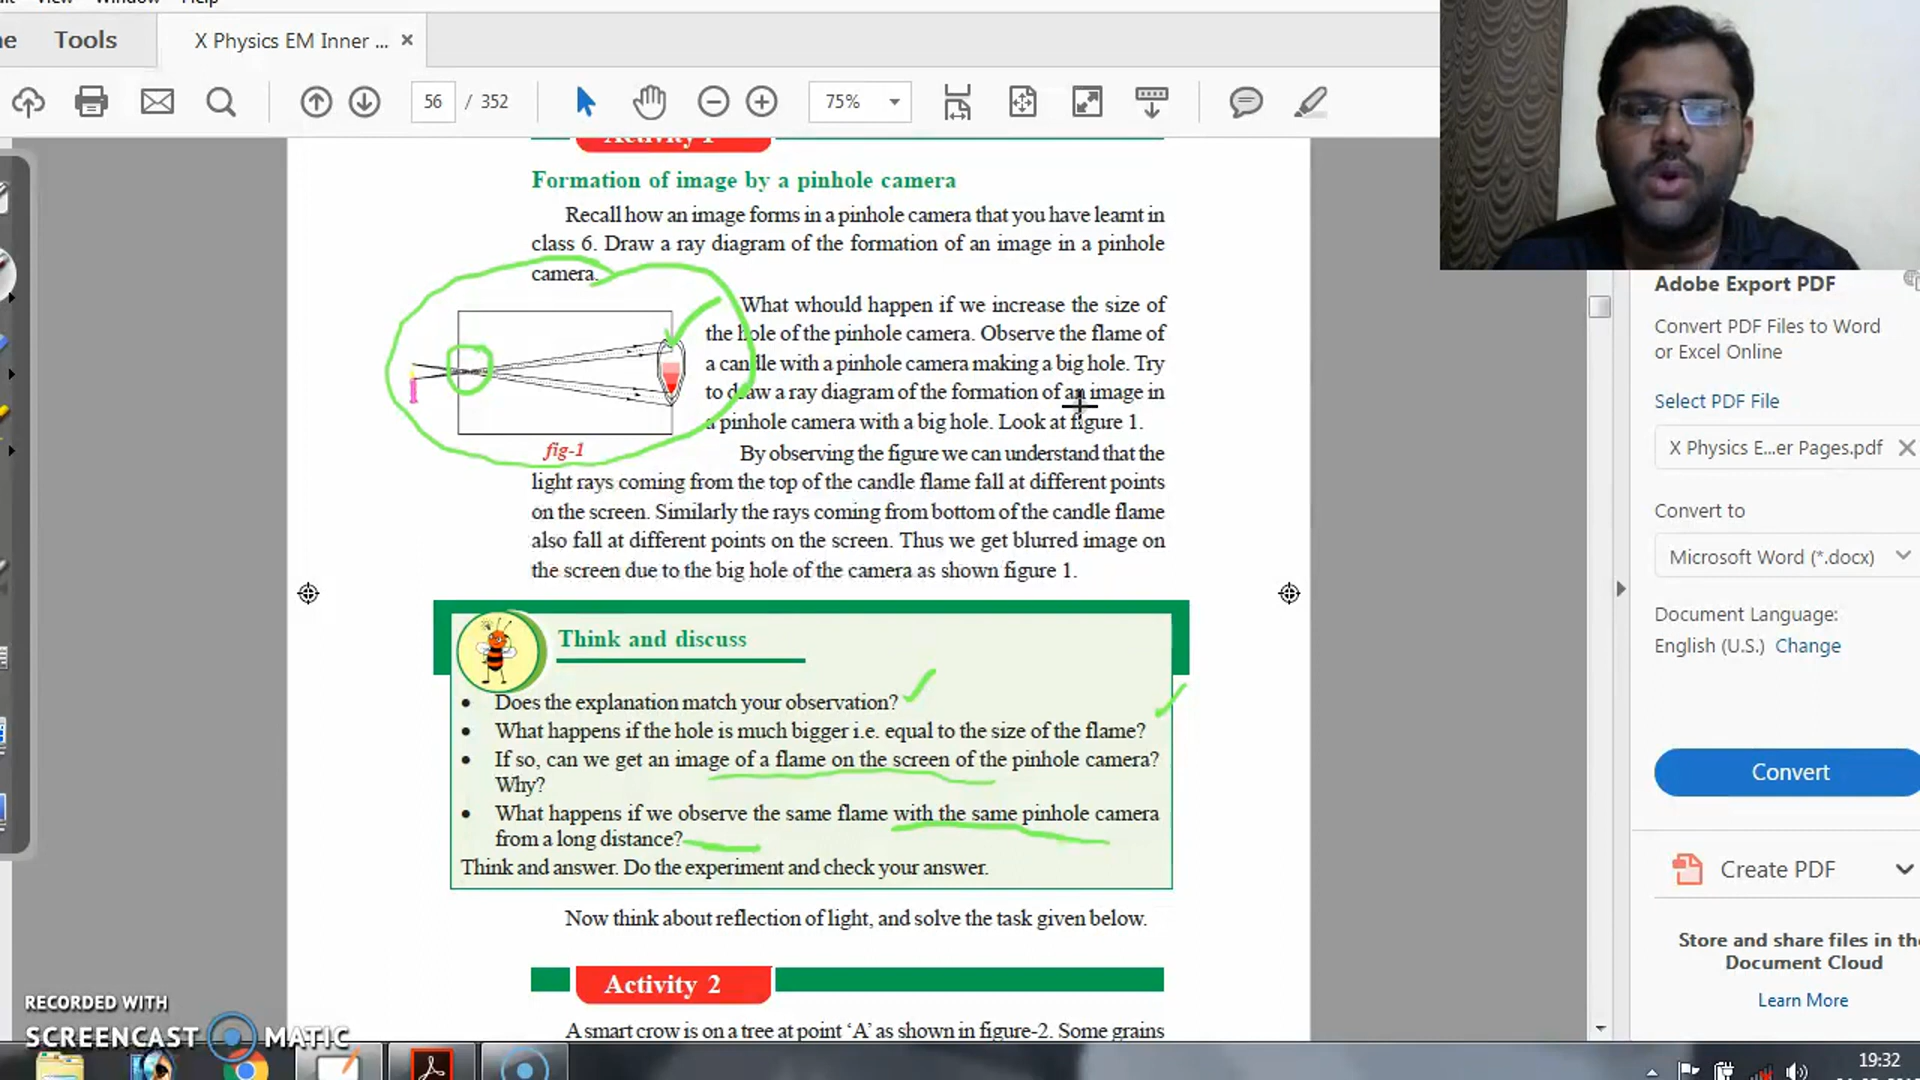 View Window Help
Tools
X Physics EM Inner ... ×
56 / 352
75%
Activity 1
Formation of image by a pinhole camera
Recall how an image forms in a pinhole camera that you have learnt in
class 6. Draw a ray diagram of the formation of an image in a pinhole
camera.
What whould happen if we increase the size of
the hole of the pinhole camera. Observe the flame of
a candle with a pinhole camera making a big hole. Try
to draw a ray diagram of the formation of an image in
a pinhole camera with a big hole. Look at figure 1.
fig-1
By observing the figure we can understand that the
light rays coming from the top of the candle flame fall at different points
on the screen. Similarly the rays coming from bottom of the candle flame
also fall at different points on the screen. Thus we get blurred image on
the screen due to the big hole of the camera as shown figure 1.
Think and discuss
• Does the explanation match your observation?
• What happens if the hole is much bigger i.e. equal to the size of the flame?
• If so, can we get an image of a flame on the screen of the pinhole camera?
Why?
• What happens if we observe the same flame with the same pinhole camera
from a long distance?
Think and answer. Do the experiment and check your answer.
Now think about reflection of light, and solve the task given below.
Activity 2
A smart crow is on a tree at point ‘A’ as shown in figure-2. Some grains
Adobe Export PDF
Convert PDF Files to Word
or Excel Online
Select PDF File
X Physics E...er Pages.pdf ×
Convert to
Microsoft Word (*.docx)
Document Language:
English (U.S.) Change
Convert
Create PDF
Store and share files in the
Document Cloud
Learn More
RECORDED WITH
SCREENCAST MATIC
19:32